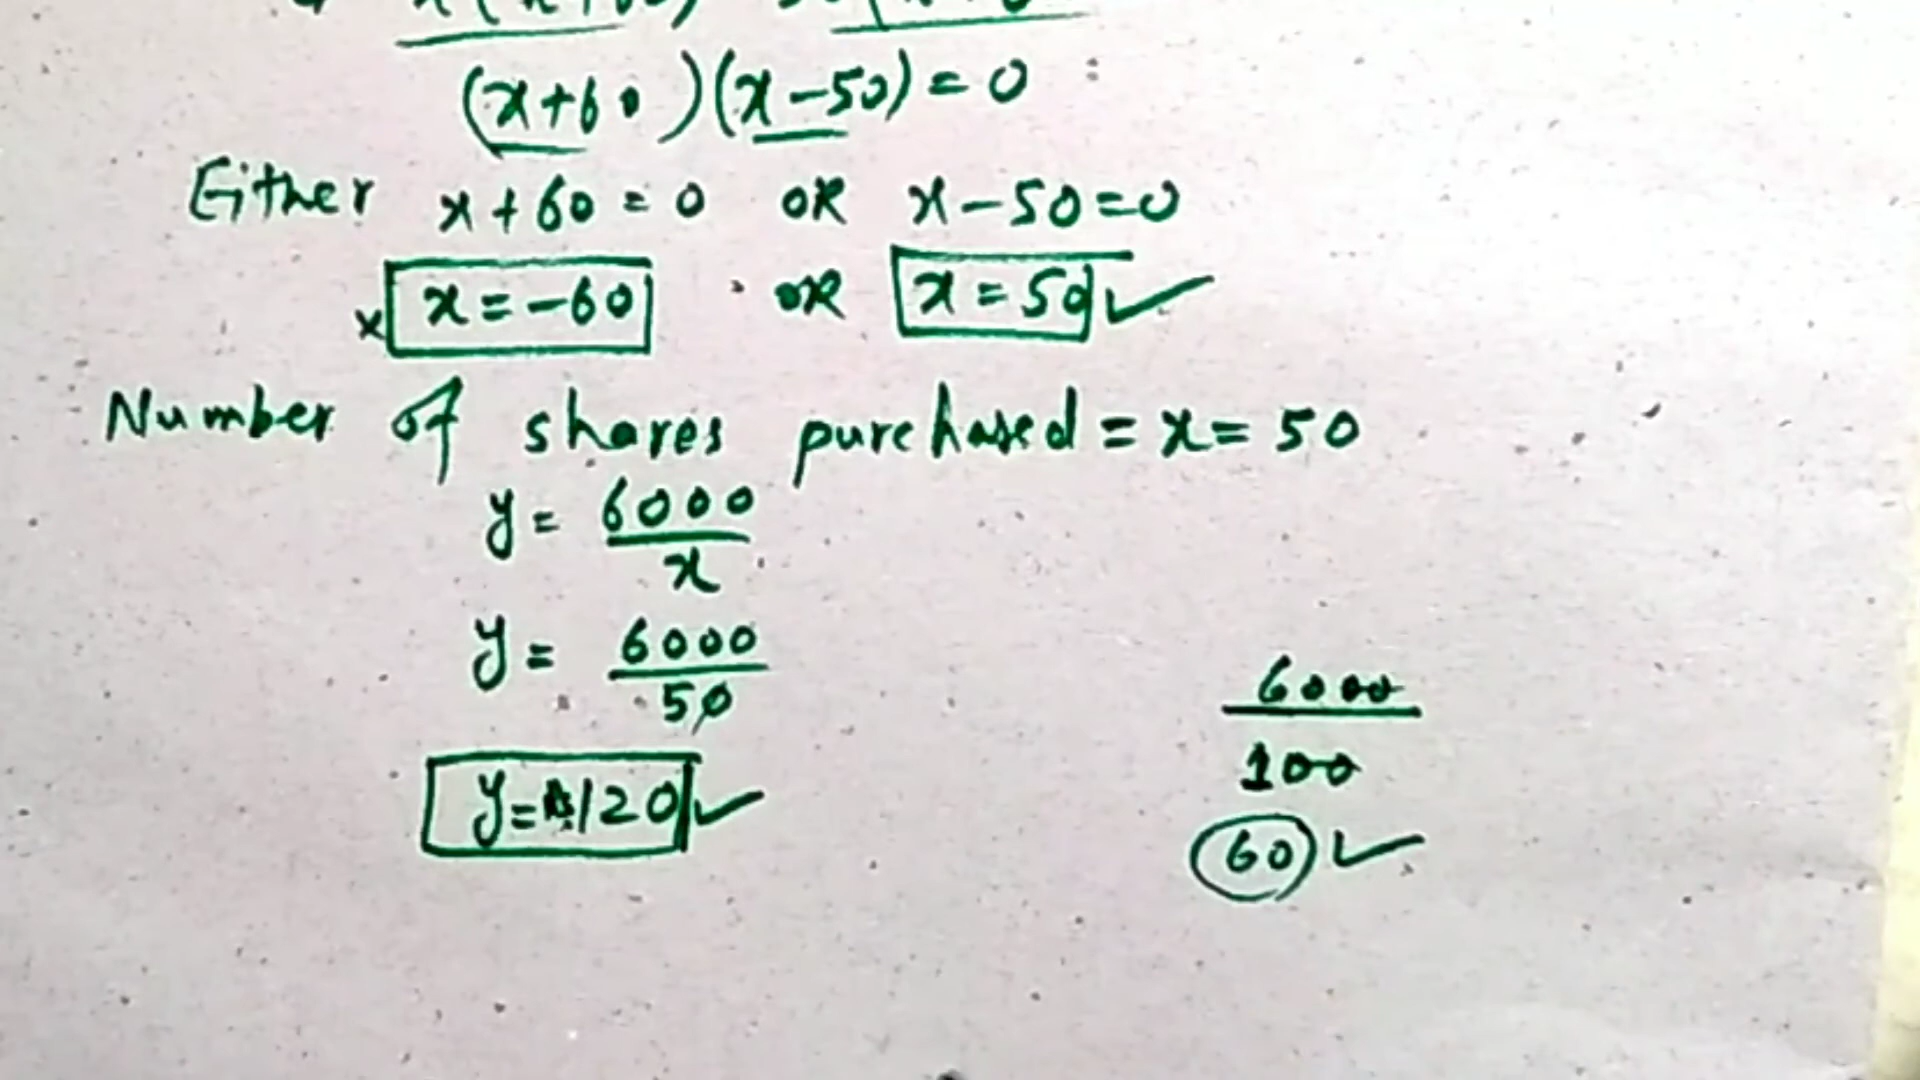 (x+60)(x-50)=0
Either x+60=0 OR x-50=0
x x=-60 OR x=50 ✓
Number of shares purchased = x = 50
y = 6000/x
y = 6000/50
y=Rs120 ✓
6000/100
60 ✓